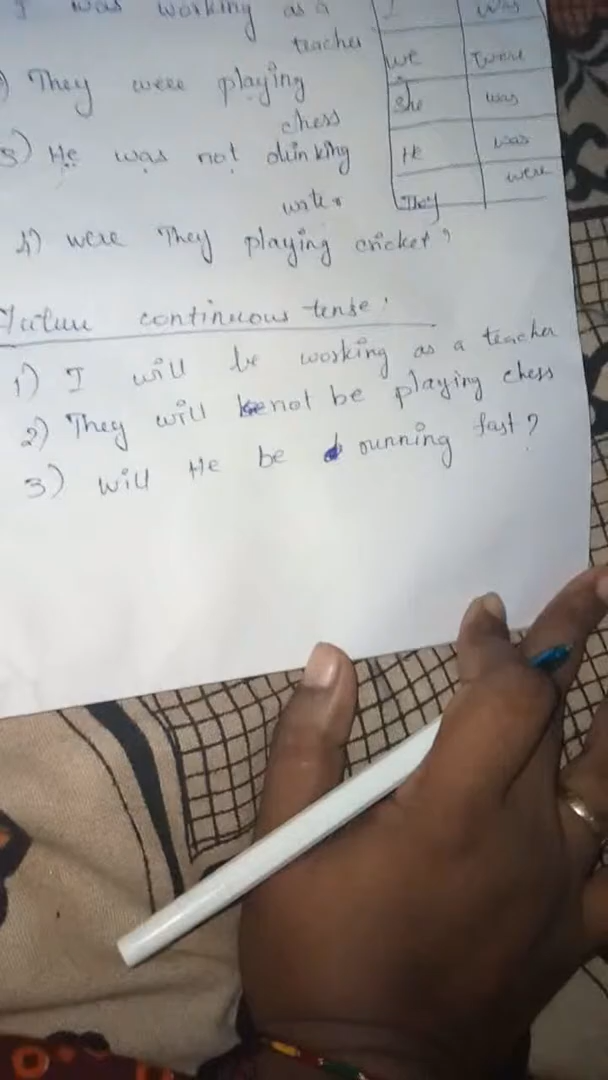 I was working as a
teacher
) They were playing
chess
3) He was not drinking
water
4) were They playing cricket?
I was
we were
she was
He was
They were
Future continuous tense:
1) I will be working as a teacher
2) They will not be playing chess
3) will He be running fast?